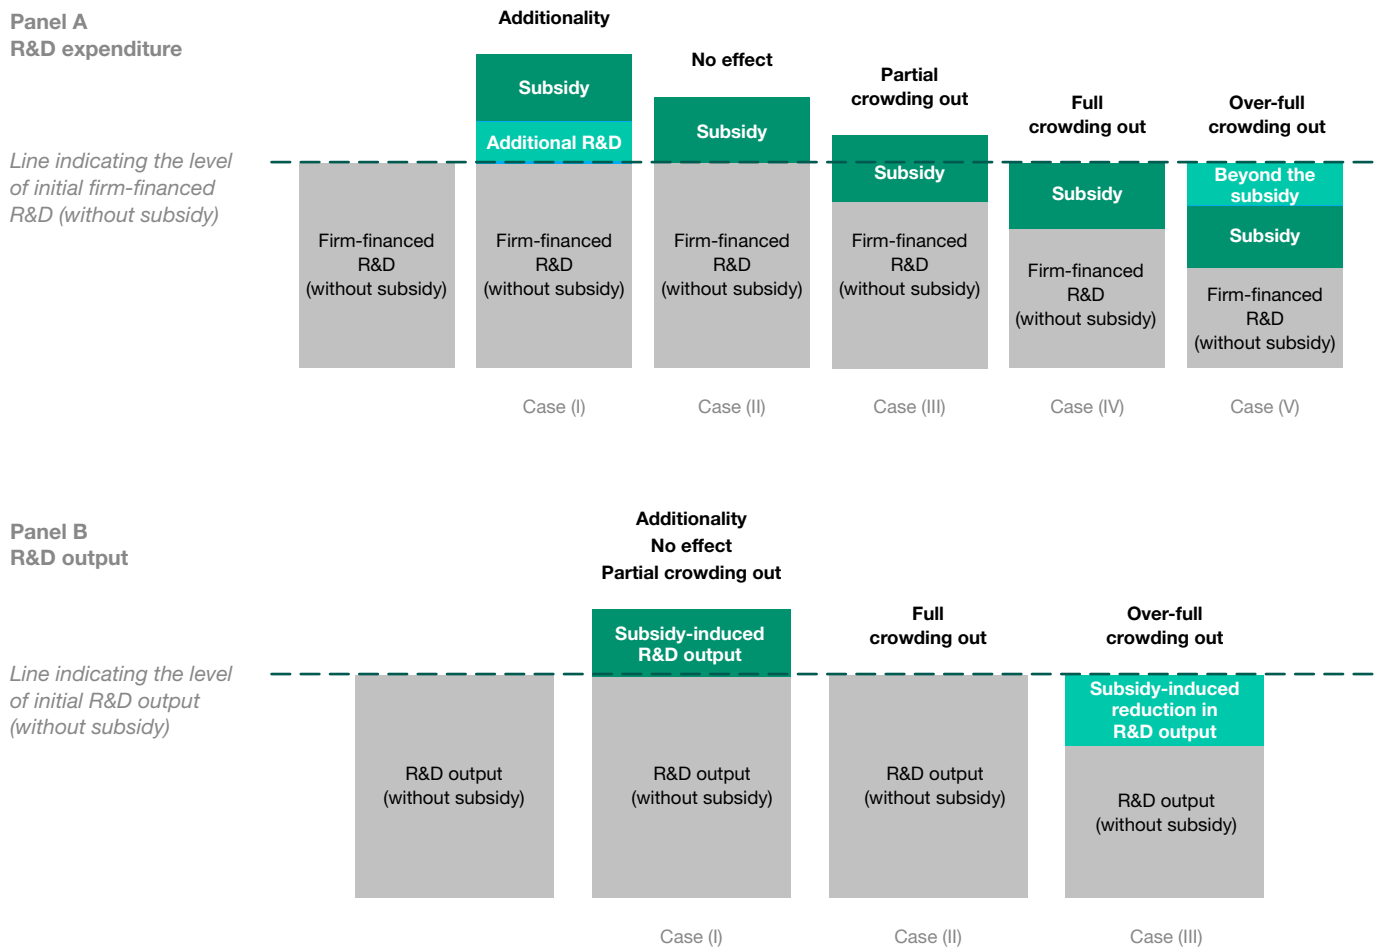 Panel A
R&D expenditure
Additionality
No effect
Partial
crowding out
Full
crowding out
Over-full
crowding out
Line indicating the level
of initial firm-financed
R&D (without subsidy)
Firm-financed
R&D
(without subsidy)
Subsidy
Additional R&D
Firm-financed
R&D
(without subsidy)
Case (I)
Subsidy
Firm-financed
R&D
(without subsidy)
Case (II)
Subsidy
Firm-financed
R&D
(without subsidy)
Case (III)
Subsidy
Firm-financed
R&D
(without subsidy)
Case (IV)
Beyond the
subsidy
Subsidy
Firm-financed
R&D
(without subsidy)
Case (V)
Panel B
R&D output
Additionality
No effect
Partial crowding out
Full
crowding out
Over-full
crowding out
Line indicating the level
of initial R&D output
(without subsidy)
R&D output
(without subsidy)
Subsidy-induced
R&D output
R&D output
(without subsidy)
Case (I)
R&D output
(without subsidy)
Case (II)
Subsidy-induced
reduction in
R&D output
R&D output
(without subsidy)
Case (III)